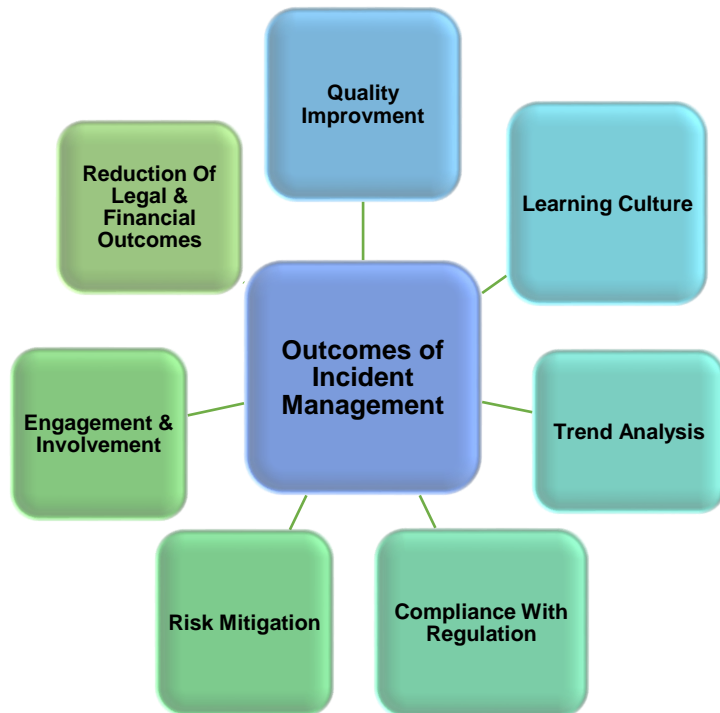 Quality
Improvment
Learning Culture
Trend Analysis
Compliance With
Regulation
Risk Mitigation
Engagement &
Involvement
Reduction Of
Legal &
Financial
Outcomes
Outcomes of
Incident
Management